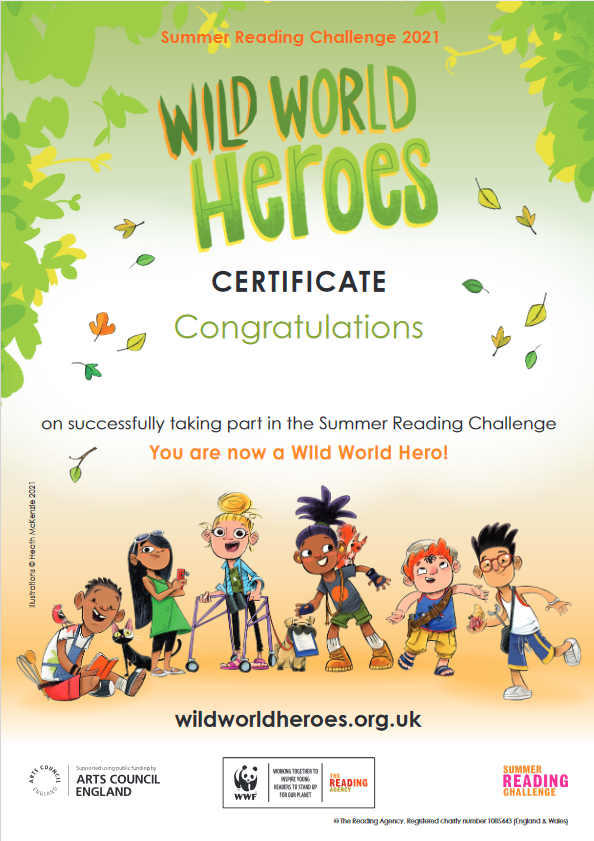 Summer Reading Challenge 2021
WILD WORLD
HeRoes
CERTIFICATE
Congratulations
on successfully taking part in the Summer Reading Challenge
You are now a Wild World Hero!
Illustrations © Heath McKenzie 2021
wildworldheroes.org.uk
ARTS COUNCIL
ENGLAND
Supported using public funding by
ARTS COUNCIL
ENGLAND
WWF
WORKING TOGETHER TO
INSPIRE YOUNG
READERS TO STAND UP
FOR OUR PLANET
THE
READING
AGENCY
SUMMER
READING
CHALLENGE
© The Reading Agency. Registered charity number 1085443 (England & Wales)